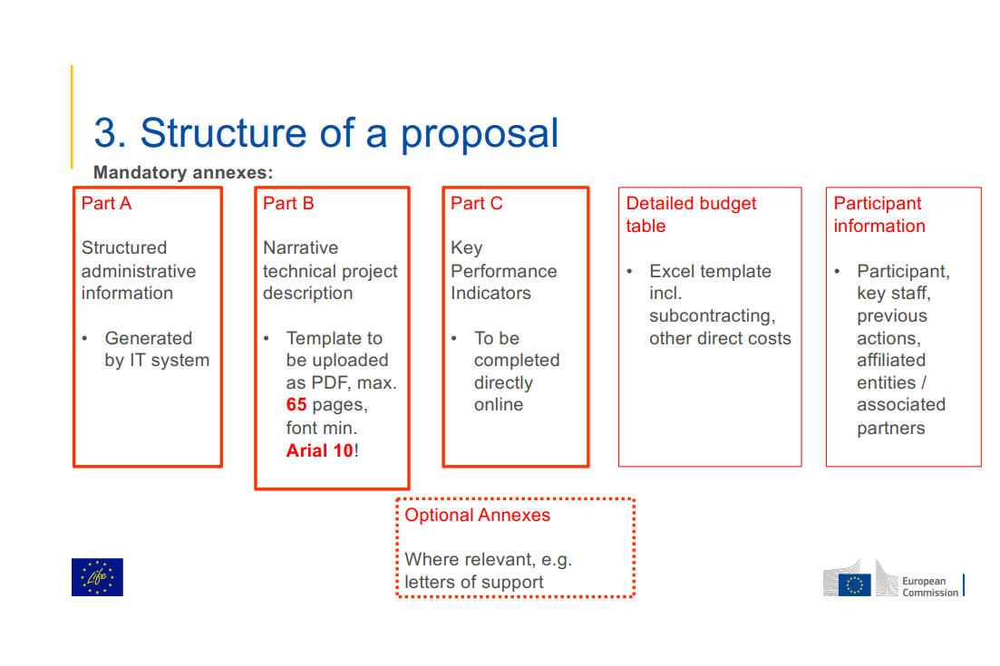 3. Structure of a proposal
Mandatory annexes:
Part A
Structured
administrative
information
• Generated
by IT system
Part B
Narrative
technical project
description
• Template to
be uploaded
as PDF, max.
65 pages,
font min.
Arial 10!
Part C
Key
Performance
Indicators
• To be
completed
directly
online
Detailed budget
table
• Excel template
incl.
subcontracting,
other direct costs
Participant
information
• Participant,
key staff,
previous
actions,
affiliated
entities /
associated
partners
Optional Annexes
Where relevant, e.g.
letters of support
Life
European
Commission